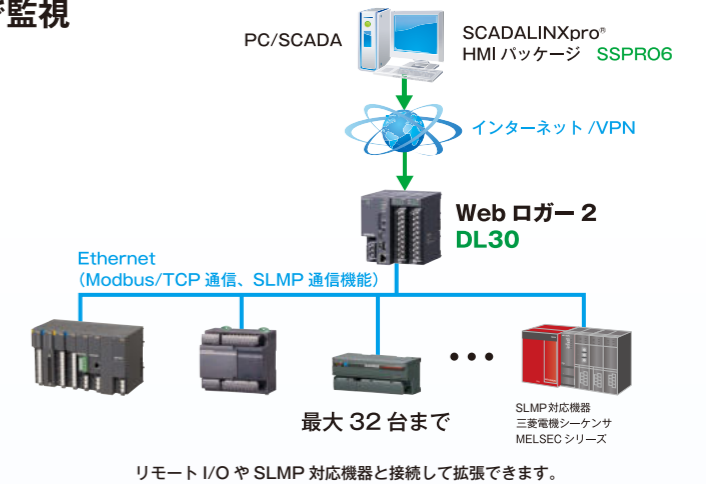 監視
PC/SCADA
SCADALINXpro®
HMI パッケージ SSPRO6
インターネット /VPN
Web ロガー 2
DL30
Ethernet
(Modbus/TCP 通信、SLMP 通信機能)
•••
最大 32 台まで
SLMP対応機器
三菱電機シーケンサ
MELSEC シリーズ
リモート I/O や SLMP 対応機器と接続して拡張できます。